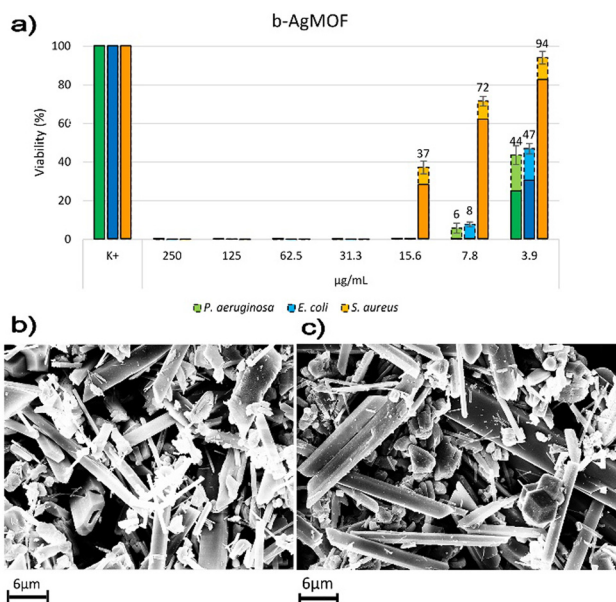 a)
b-AgMOF
Viability (%)
100
80
60
40
20
0
94
72
47
44
37
6
8
K+
250
125
62.5
31.3
15.6
7.8
3.9
µg/mL
P. aeruginosa E. coli S. aureus
b)
c)
6µm
6µm